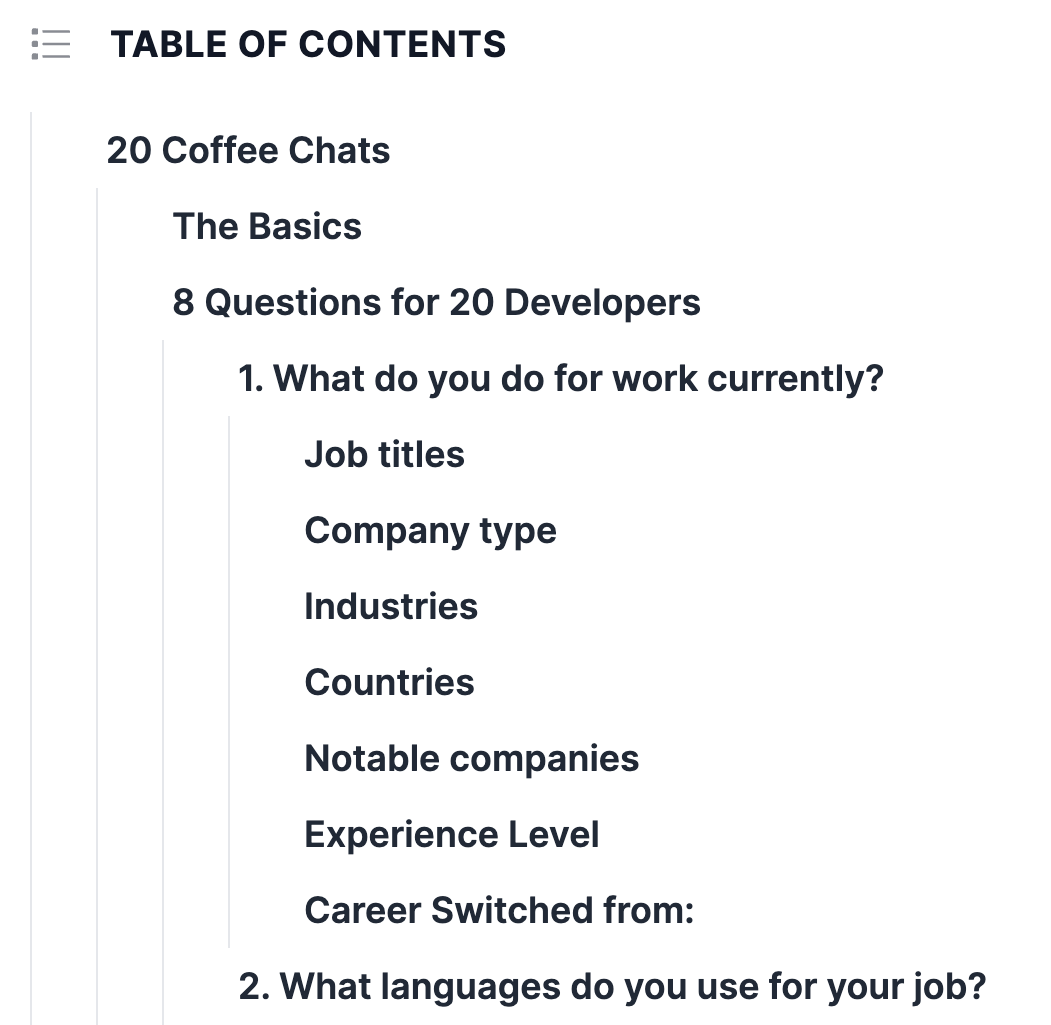 TABLE OF CONTENTS
20 Coffee Chats
The Basics
8 Questions for 20 Developers
1. What do you do for work currently?
Job titles
Company type
Industries
Countries
Notable companies
Experience Level
Career Switched from:
2. What languages do you use for your job?